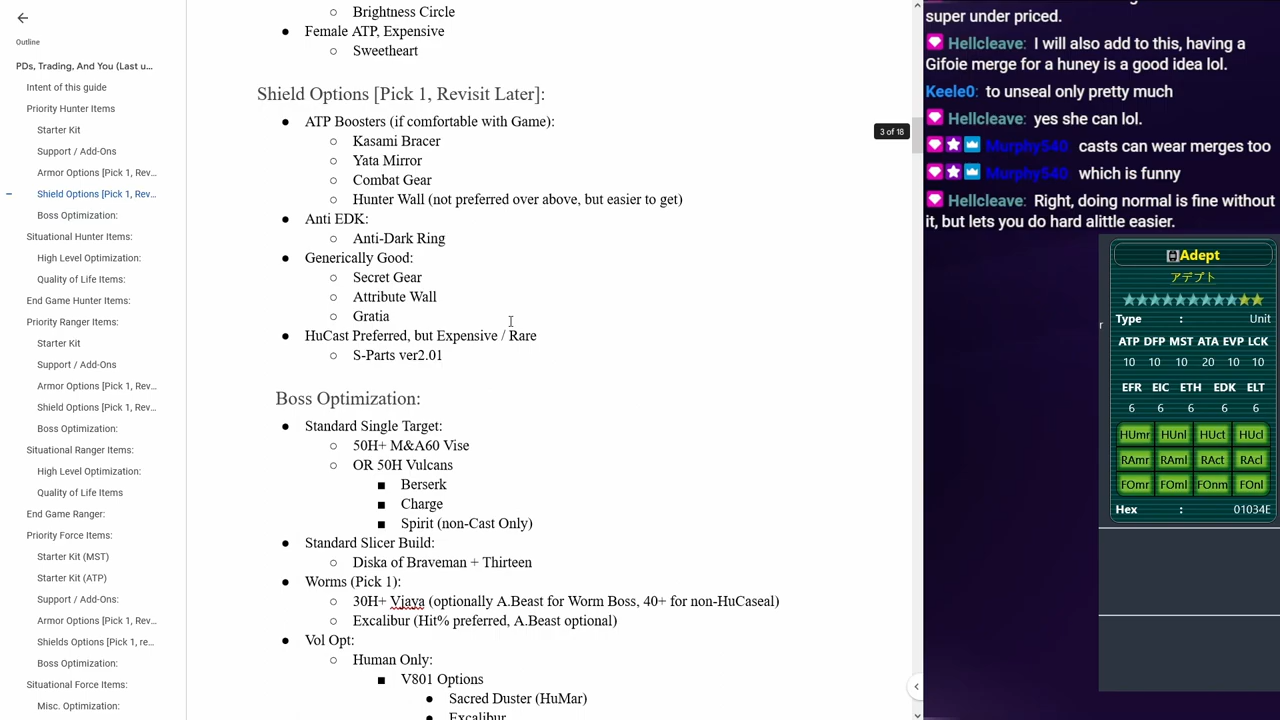 Outline
PDs, Trading, And You (Last u...
Intent of this guide
Priority Hunter Items
Starter Kit
Support / Add-Ons
Armor Options [Pick 1, Revi...
Shield Options [Pick 1, Rev...
Boss Optimization:
Situational Hunter Items:
High Level Optimization:
Quality of Life Items:
End Game Hunter Items:
Priority Ranger Items:
Starter Kit
Support / Add-Ons
Armor Options [Pick 1, Rev...
Shield Options [Pick 1, Rev...
Boss Optimization:
Situational Ranger Items:
High Level Optimization:
Quality of Life Items
End Game Ranger:
Priority Force Items:
Starter Kit (MST)
Starter Kit (ATP)
Support / Add-Ons:
Armor Options [Pick 1, Rev...
Shields Options [Pick 1, re...
Boss Optimization:
Situational Force Items:
Misc. Optimization:
Brightness Circle
Female ATP, Expensive
Sweetheart
Shield Options [Pick 1, Revisit Later]:
ATP Boosters (if comfortable with Game):
Kasami Bracer
Yata Mirror
Combat Gear
Hunter Wall (not preferred over above, but easier to get)
Anti EDK:
Anti-Dark Ring
Generically Good:
Secret Gear
Attribute Wall
Gratia
HuCast Preferred, but Expensive / Rare
S-Parts ver2.01
Boss Optimization:
Standard Single Target:
50H+ M&A60 Vise
OR 50H Vulcans
Berserk
Charge
Spirit (non-Cast Only)
Standard Slicer Build:
Diska of Braveman + Thirteen
Worms (Pick 1):
30H+ Vjaya (optionally A.Beast for Worm Boss, 40+ for non-HuCaseal)
Excalibur (Hit% preferred, A.Beast optional)
Vol Opt:
Human Only:
V801 Options
Sacred Duster (HuMar)
Excalibur
3 of 18
super under priced.
Hellcleave: I will also add to this, having a
Gifoie merge for a huney is a good idea lol.
Keele0: to unseal only pretty much
Hellcleave: yes she can lol.
Murphy540: casts can wear merges too
Murphy540: which is funny
Hellcleave: Right, doing normal is fine without
it, but lets you do hard alittle easier.
Adept
アデプト
★★★★★★★★★★★★
Type : Unit
ATP DFP MST ATA EVP LCK
10 10 10 20 10 10
EFR EIC ETH EDK ELT
6 6 6 6 6
HUmr HUnl HUct HUcl
RAmr RAml RAct RAcl
FOmr FOml FOnm FOnl
Hex : 01034E